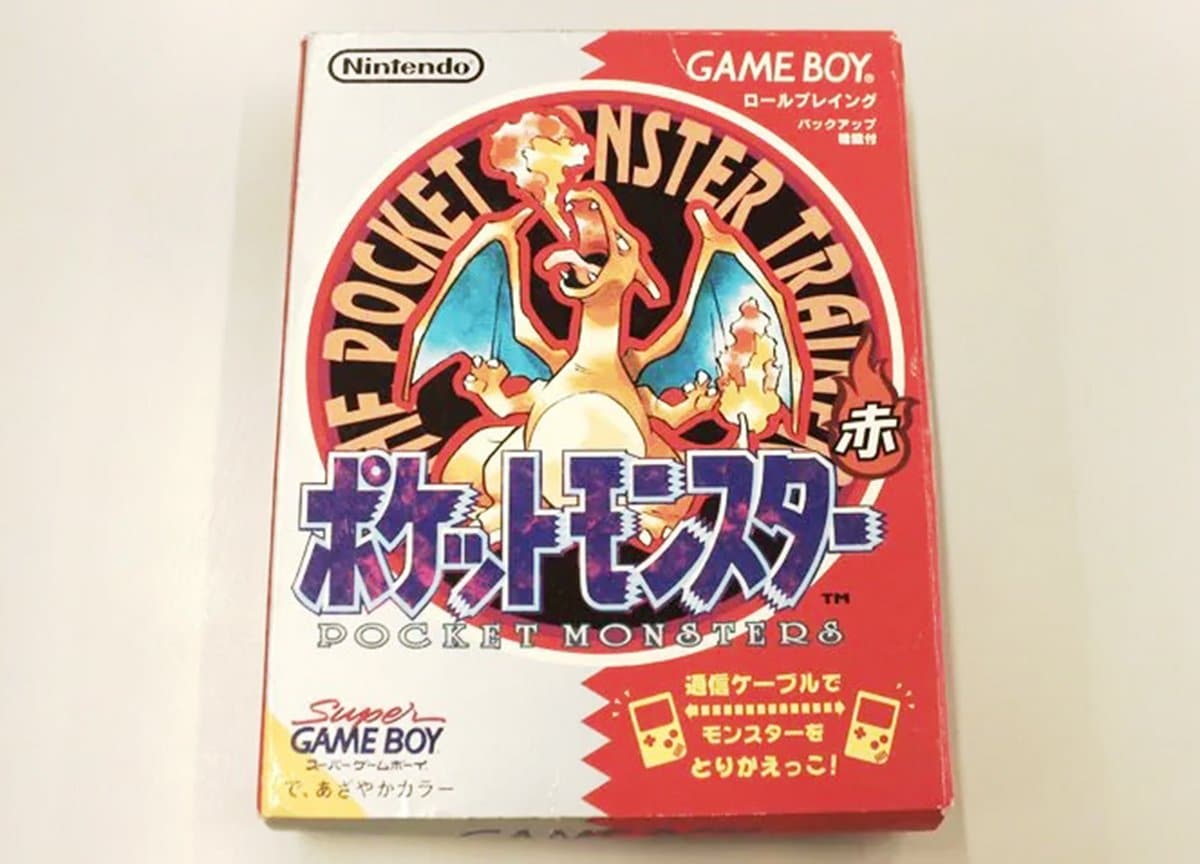 Nintendo
GAME BOY®
ロールプレイング
バックアップ
機能付
POCKET MONSTER TRAINER
赤
ポケットモンスター
TM
POCKET MONSTERS
Super
GAME BOY
スーパーゲームボーイ
で、あざやかカラー
通信ケーブルで
モンスターを
とりかえっこ!
GAME BOY